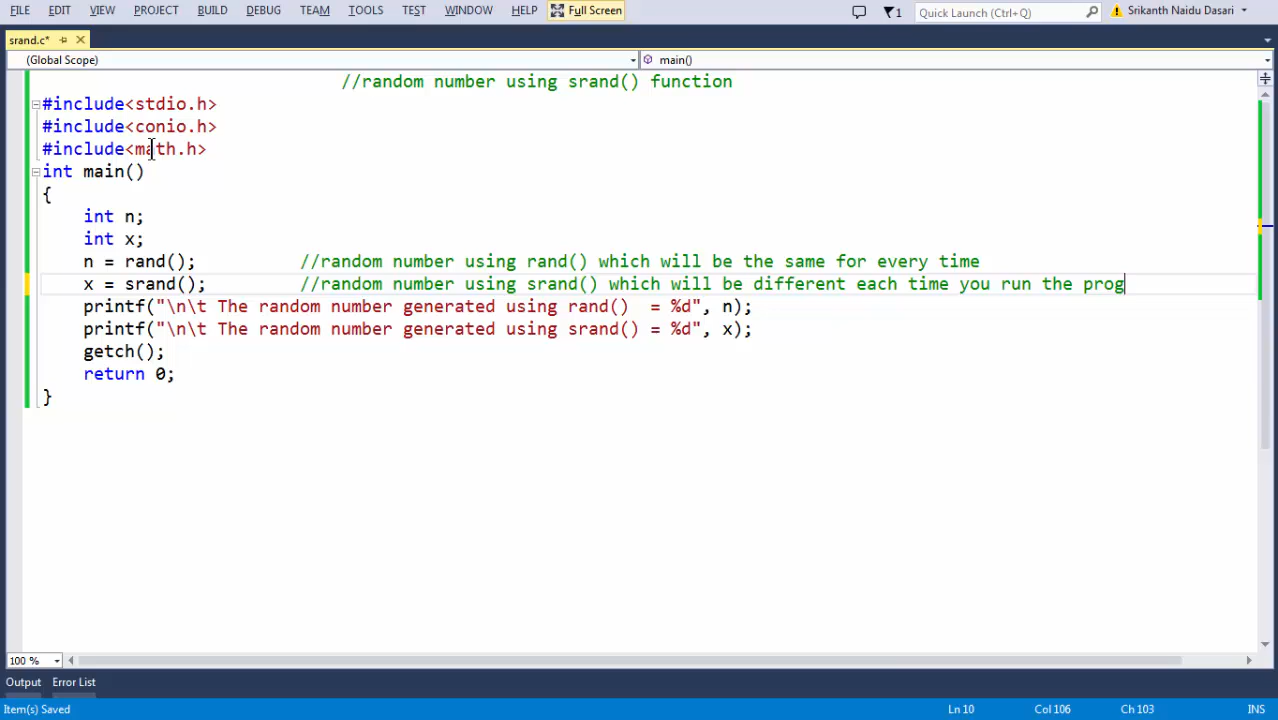 FILE EDIT VIEW PROJECT BUILD DEBUG TEAM TOOLS TEST WINDOW HELP Full Screen 1 Quick Launch (Ctrl+Q) Srikanth Naidu Dasari
srand.c*
(Global Scope) main()
//random number using srand() function
#include<stdio.h>
#include<conio.h>
#include<math.h>
int main()
{
int n;
int x;
n = rand(); //random number using rand() which will be the same for every time
x = srand(); //random number using srand() which will be different each time you run the prog
printf("\n\t The random number generated using rand()  = %d", n);
printf("\n\t The random number generated using srand() = %d", x);
getch();
return 0;
}
100 %
Output Error List
Item(s) Saved Ln 10 Col 106 Ch 103 INS